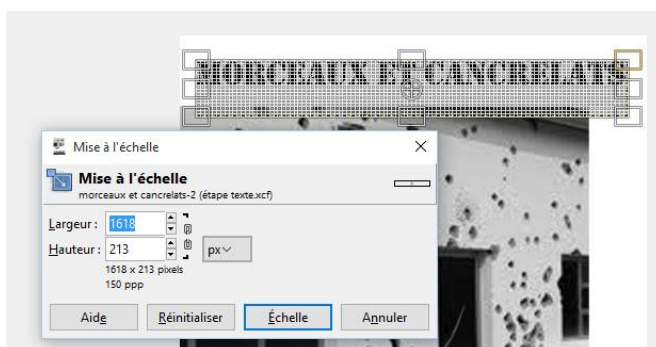 MORCEAUX ET CANCRELATS
Mise à l'échelle
Mise à l'échelle
morceaux et cancrelats-2 (étape texte.xcf)
Largeur : 1618
Hauteur : 213 px
1618 x 213 pixels
150 ppp
Aide Réinitialiser Échelle Annuler